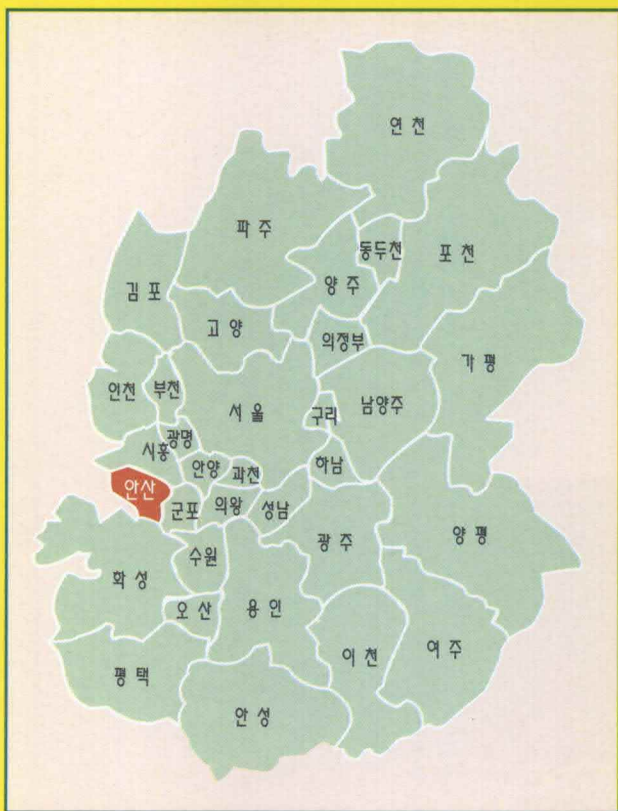 연천
파주
동두천
포천
양주
김포
고양
의정부
가평
인천
부천
서울
구리
남양주
광명
시흥
안양
과천
하남
안산
군포
의왕
성남
광주
양평
수원
화성
오산
용인
이천
여주
평택
안성